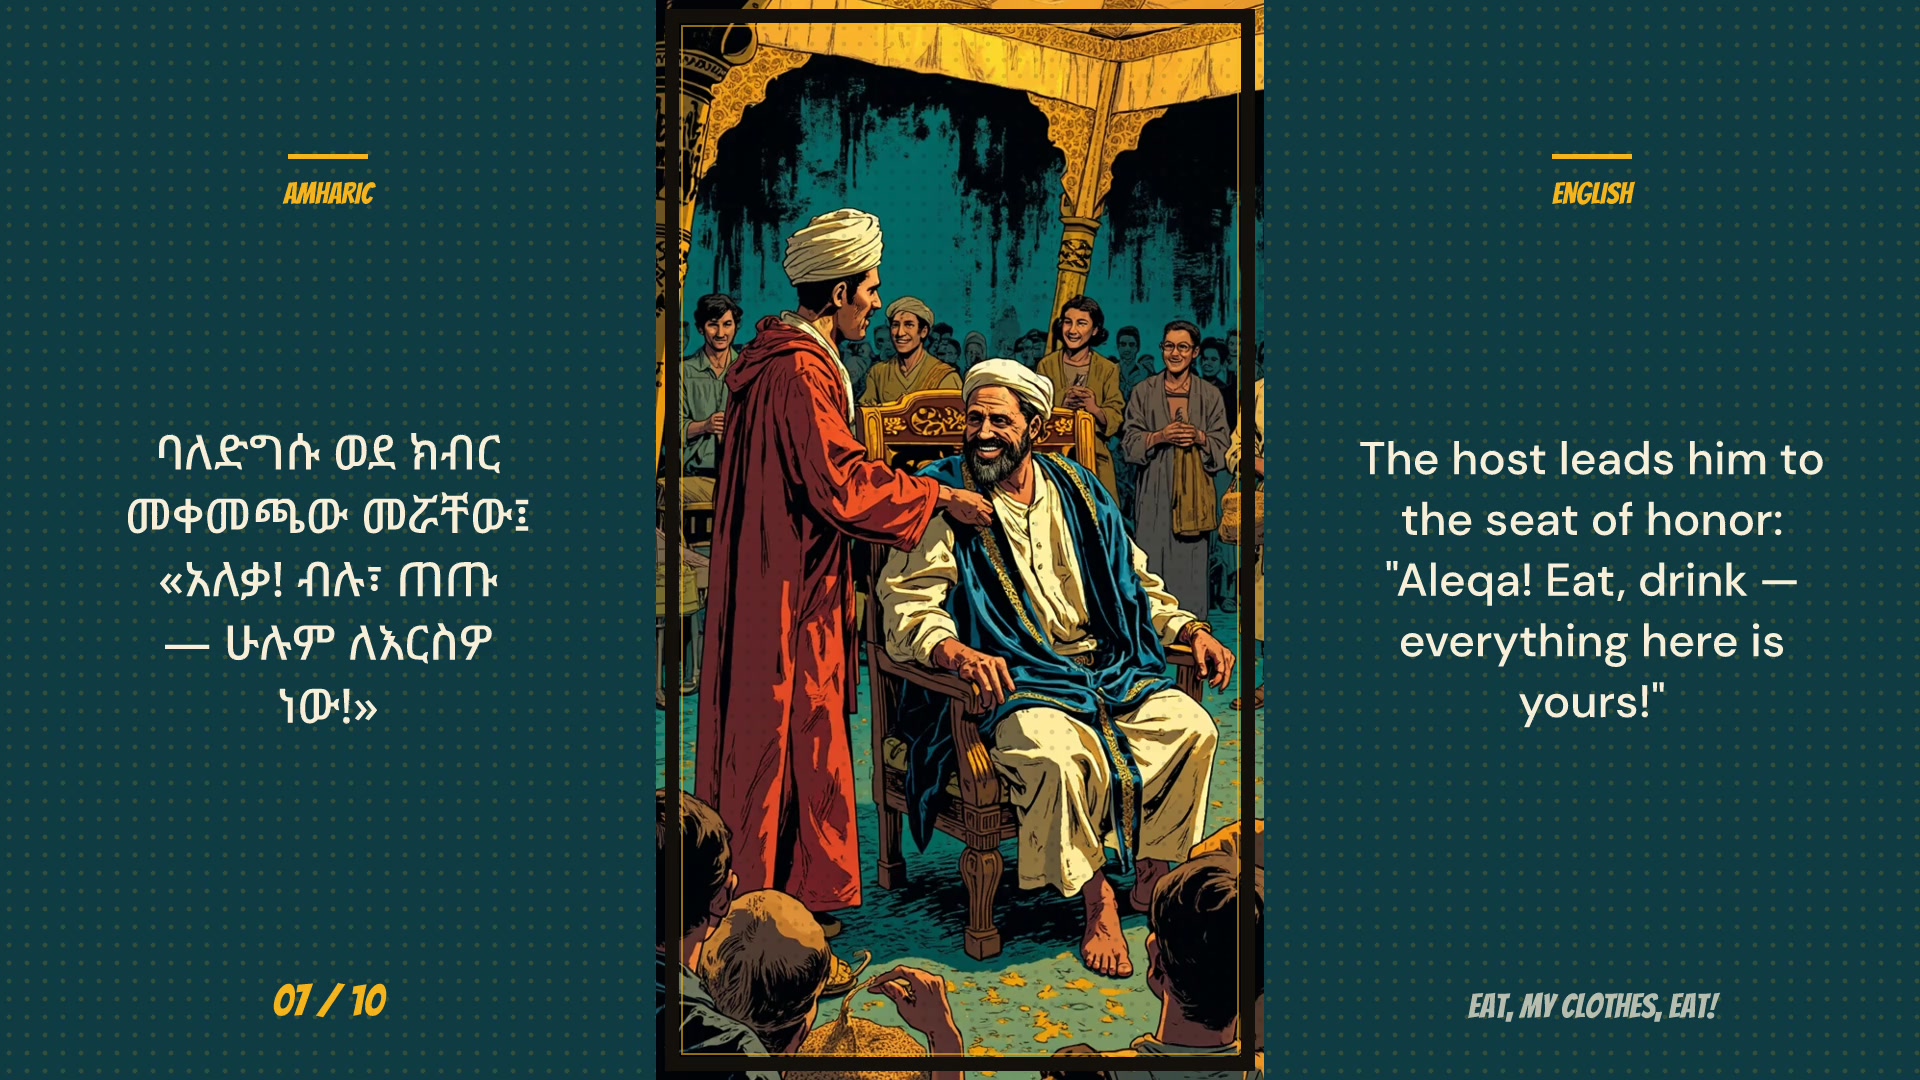 AMHARIC
ባለድግሱ ወደ ክብር
መቀመጫው መሯቸው፤
«አለቃ! ብሉ፣ ጠጡ
— ሁሉም ለእርስዎ
ነው!»
07 / 10
ENGLISH
The host leads him to
the seat of honor:
"Aleqa! Eat, drink —
everything here is
yours!"
EAT, MY CLOTHES, EAT!